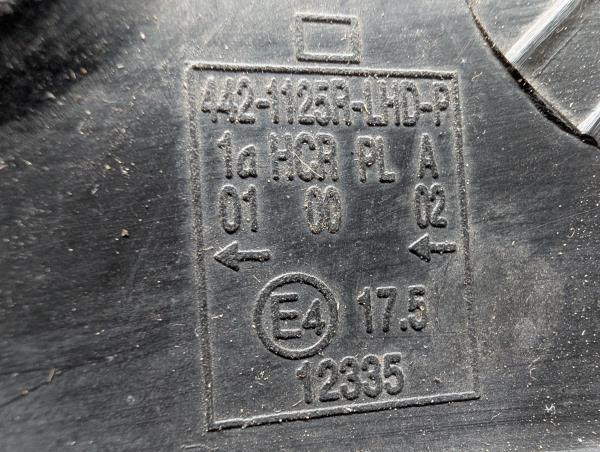 442-1125R-LHD-P
1a HCR PL A
01 00 02
← ←
E4 17.5
12335